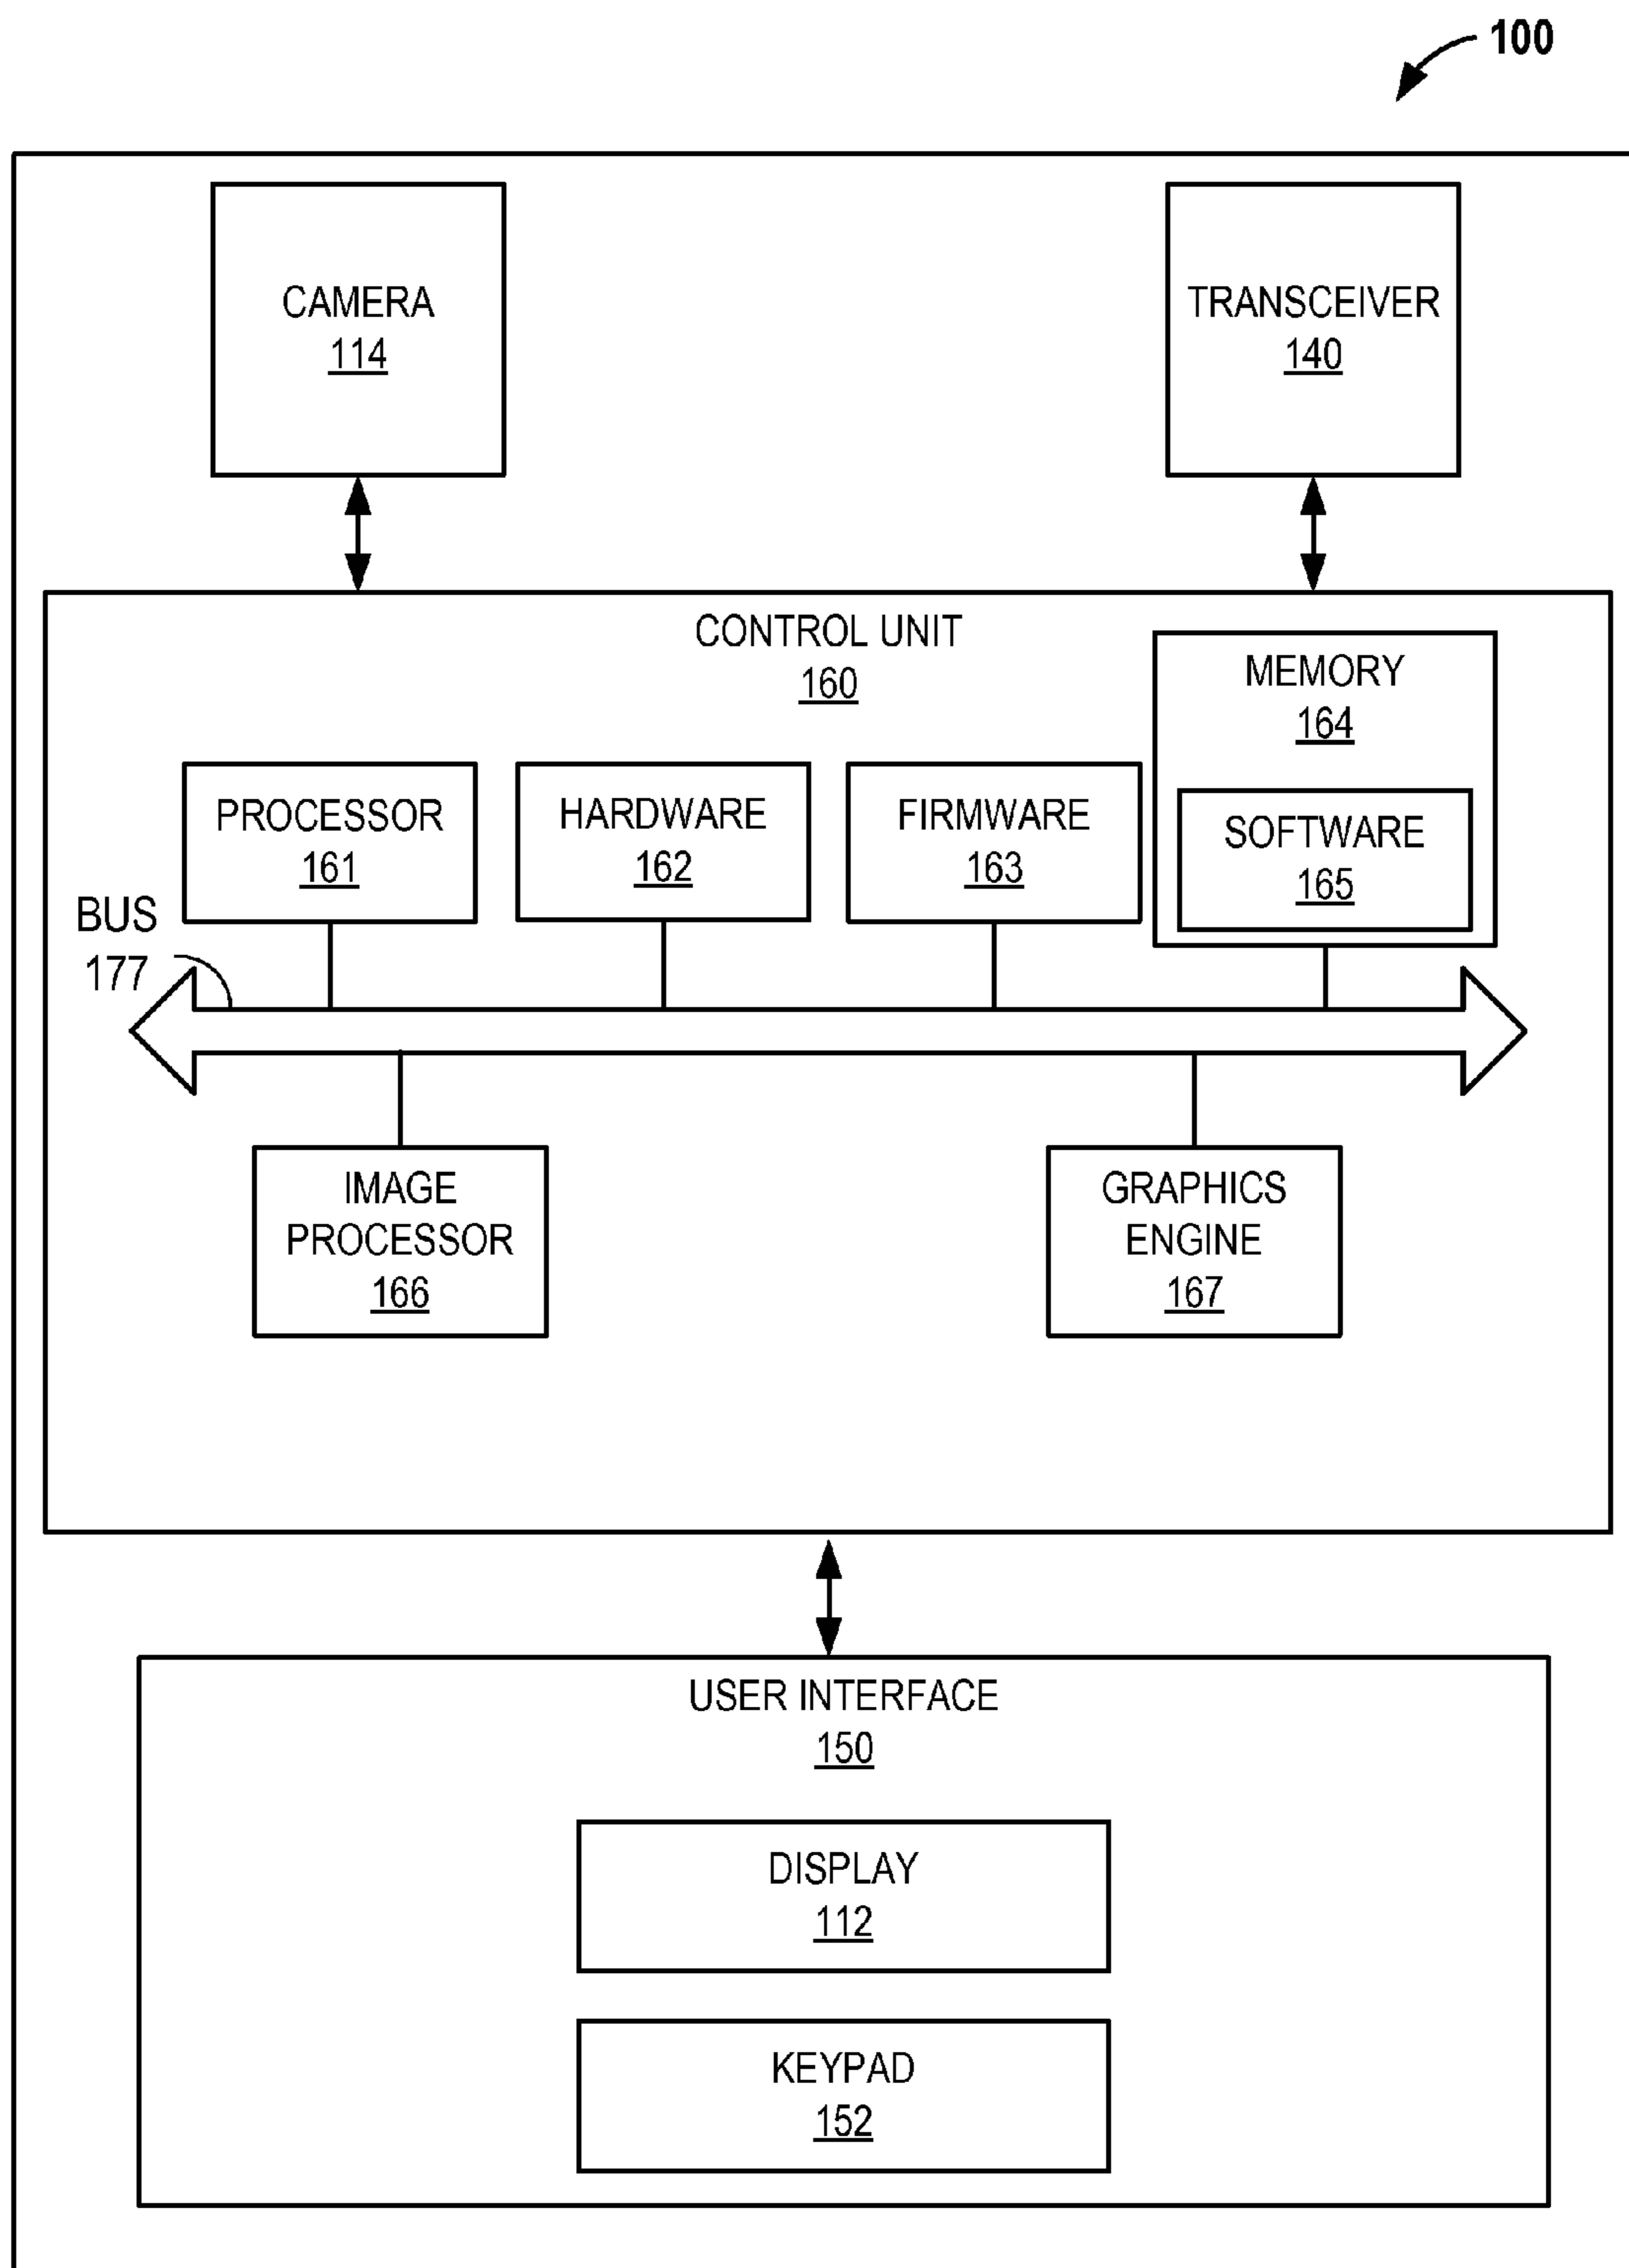 100
CAMERA
114
TRANSCEIVER
140
CONTROL UNIT
160
MEMORY
164
PROCESSOR
161
HARDWARE
162
FIRMWARE
163
SOFTWARE
165
BUS
177
IMAGE
PROCESSOR
166
GRAPHICS
ENGINE
167
USER INTERFACE
150
DISPLAY
112
KEYPAD
152